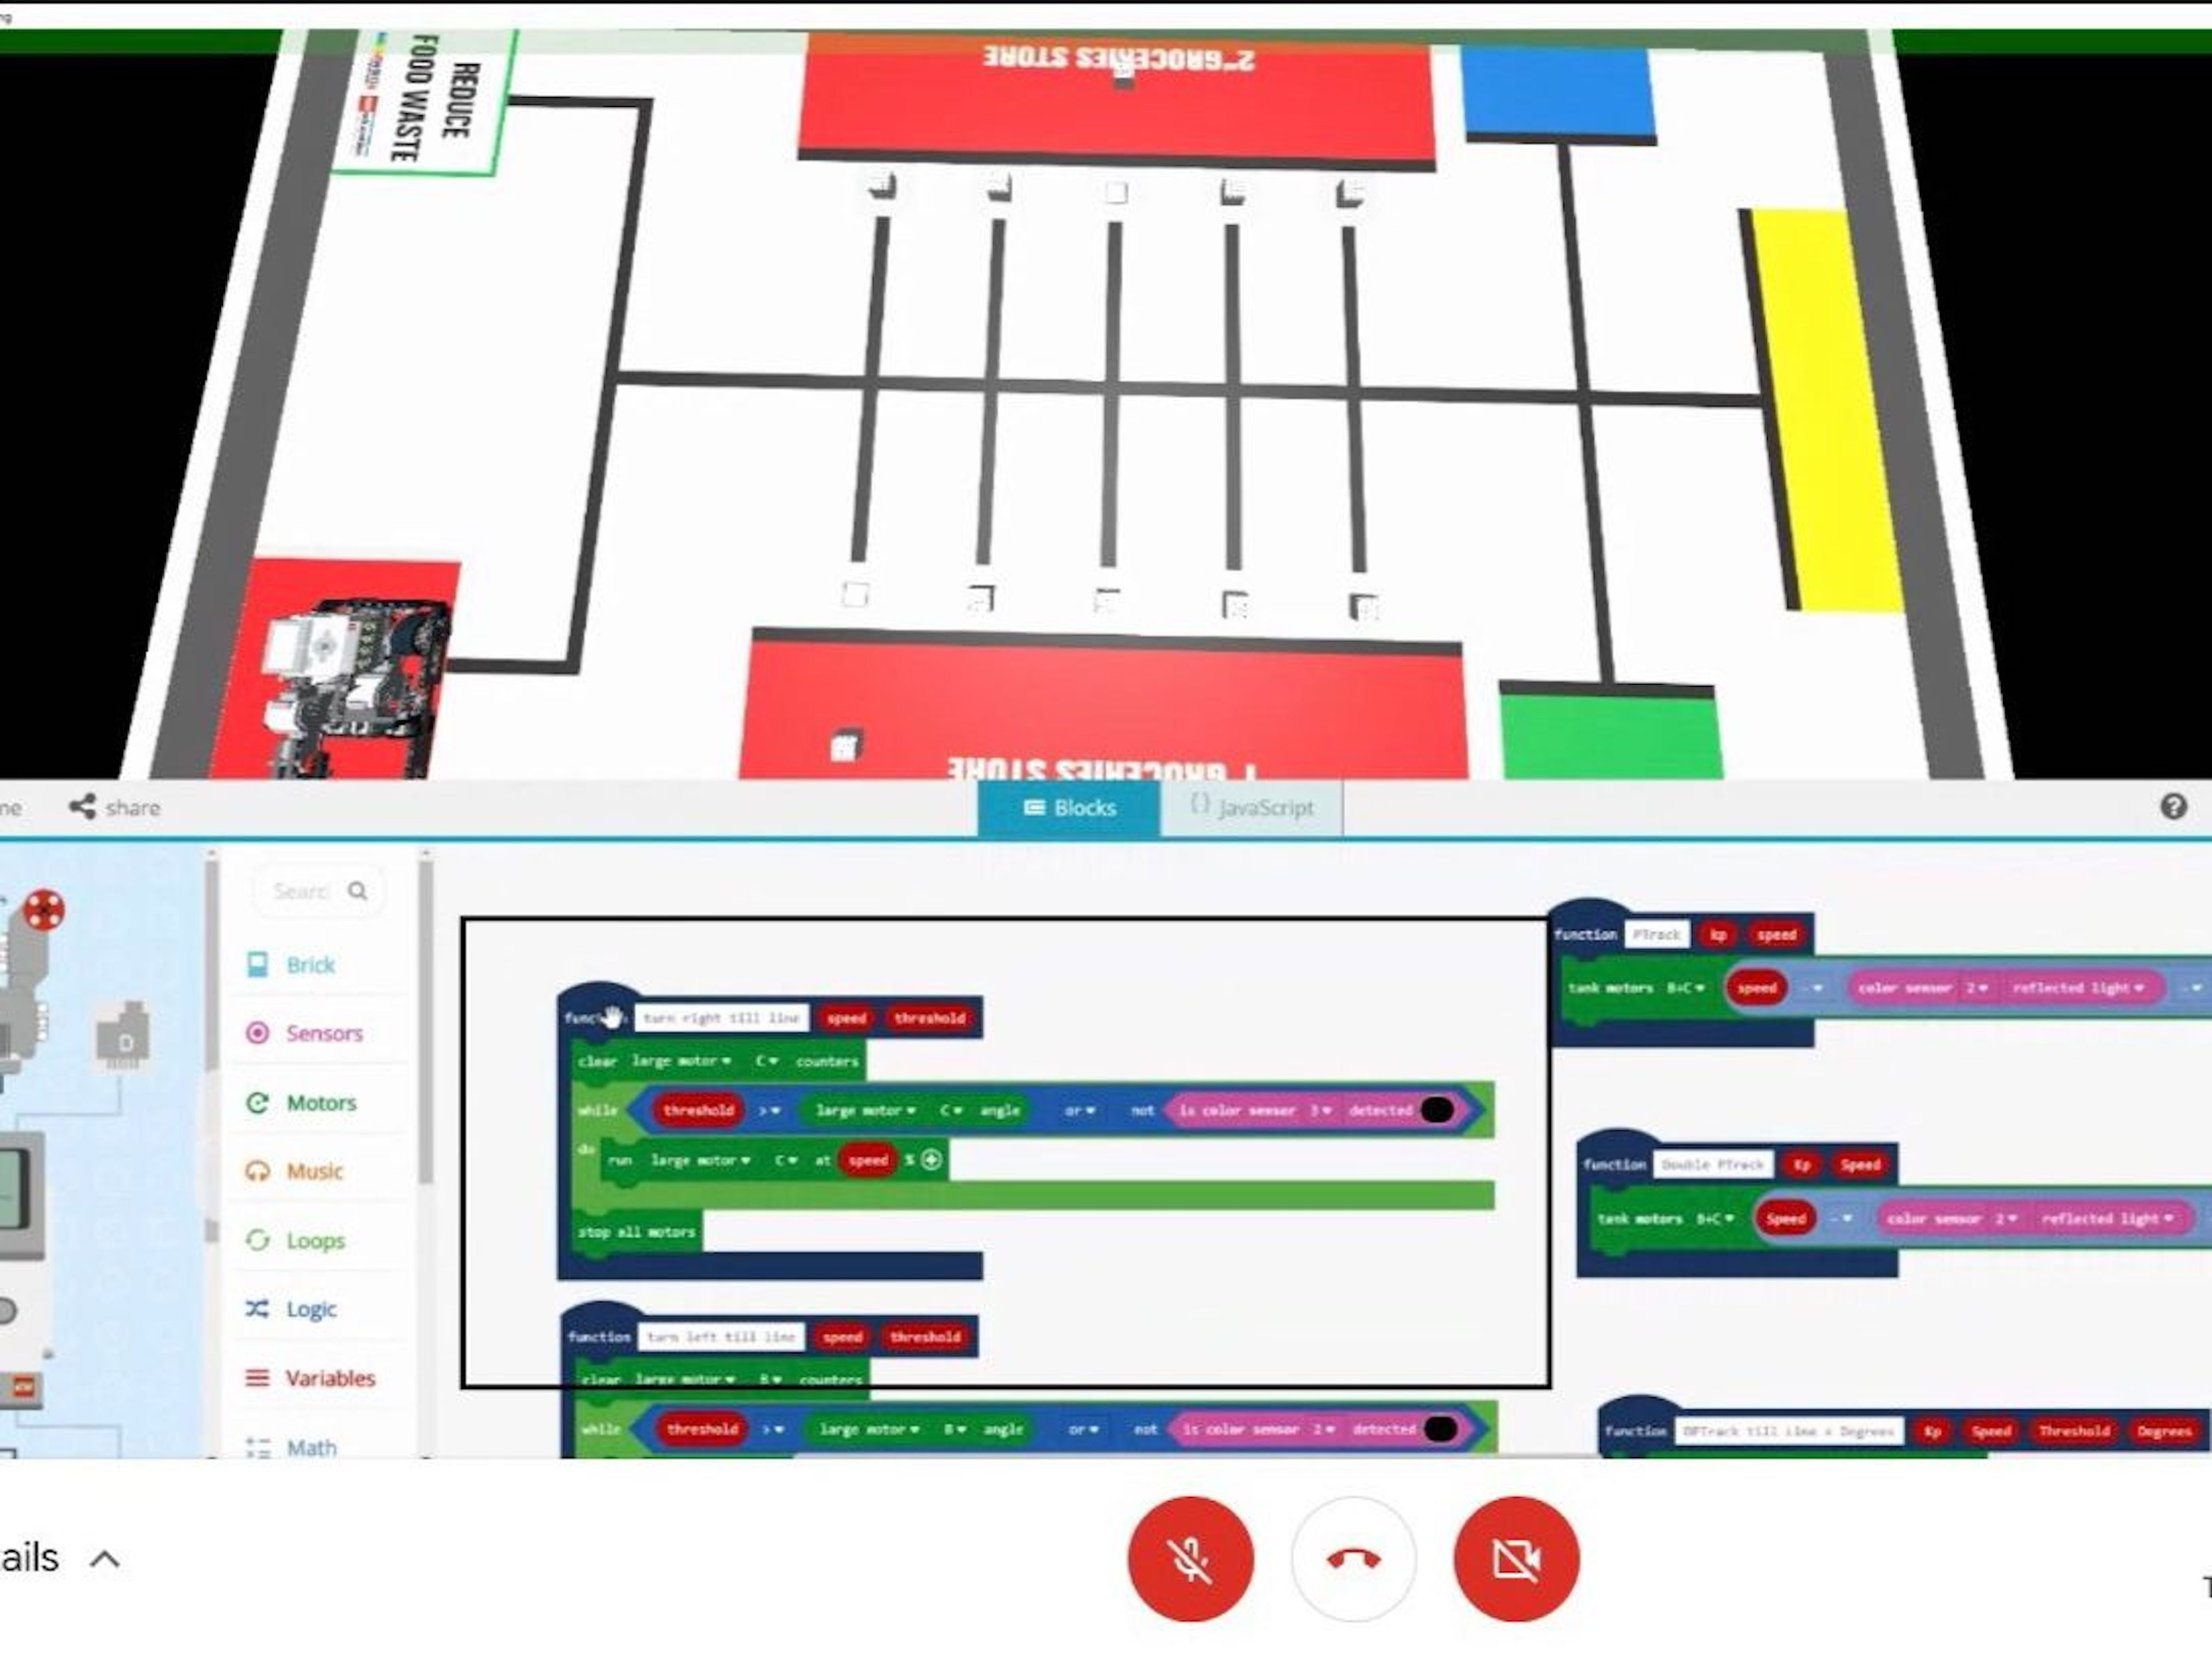 ng
REDUCE
FOOD WASTE
2° GROCERIES STORE
1° GROCERIES STORE
me
share
Blocks
{} JavaScript
?
Searc
Brick
Sensors
Motors
Music
Loops
Logic
Variables
Math
D
function turn right till line speed threshold
clear large motor C counters
while threshold > large motor C angle or not is color sensor 3 detected
do run large motor C at speed %
stop all motors
function turn left till line speed threshold
clear large motor B counters
while threshold > large motor B angle or not is color sensor 2 detected
function PTrack kp speed
tank motors B+C speed - color sensor 2 reflected light -
function Double PTrack Kp Speed
tank motors B+C Speed - color sensor 2 reflected light
function DPTrack till Line x Degrees Kp Speed Threshold Degrees
ails